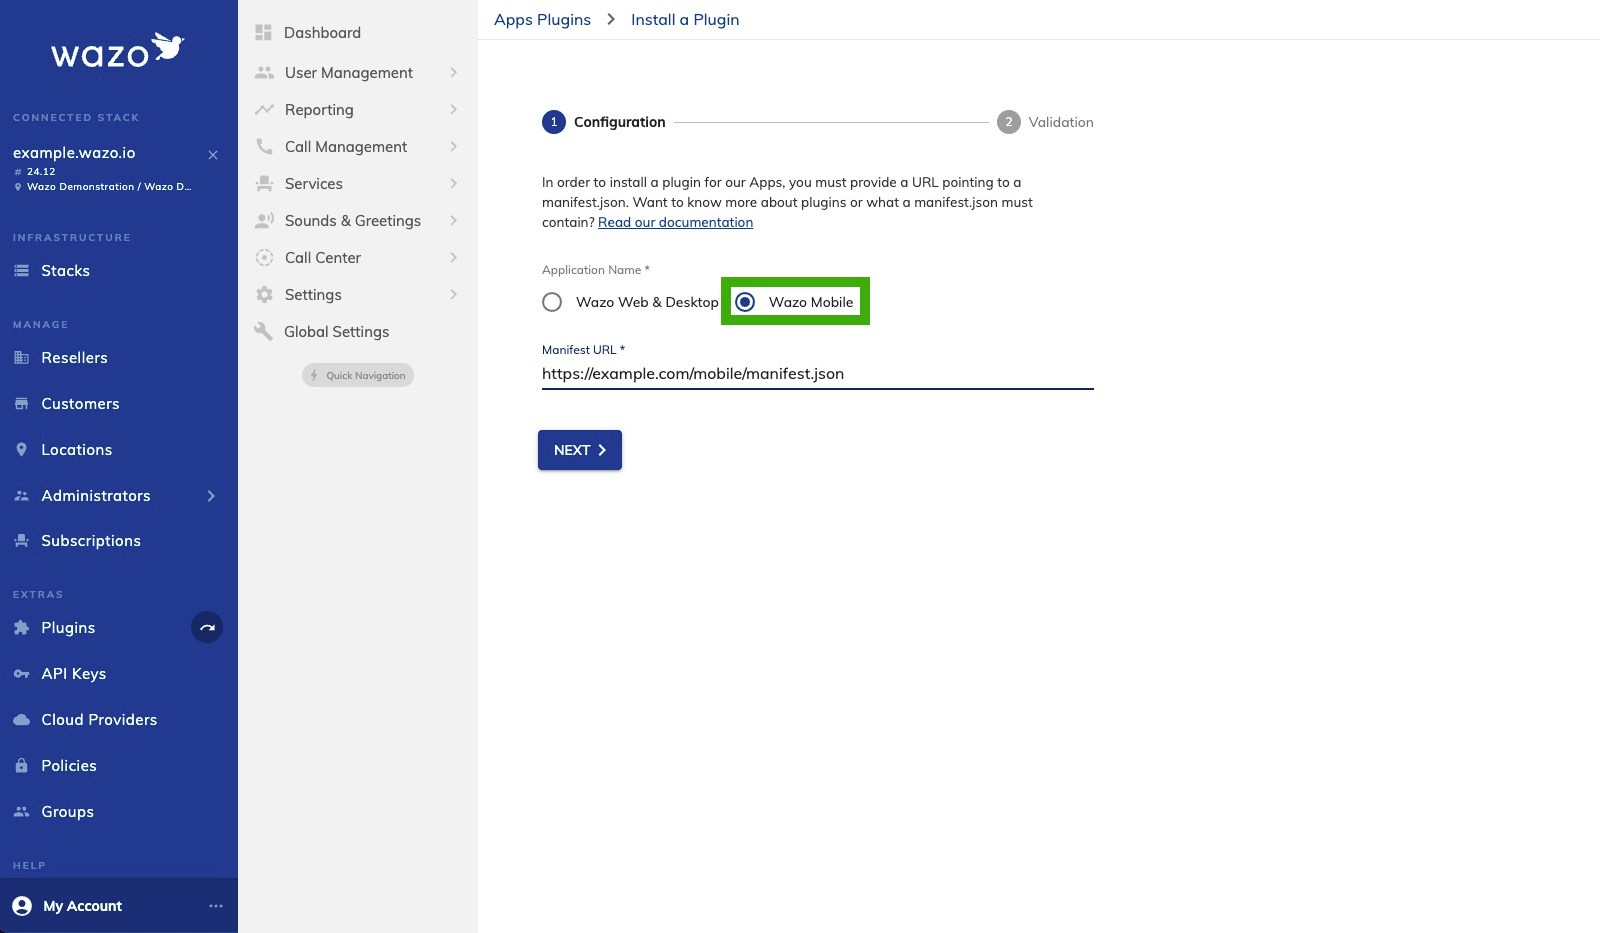 wazo
CONNECTED STACK
example.wazo.io
# 24.12
Wazo Demonstration / Wazo D...
INFRASTRUCTURE
Stacks
MANAGE
Resellers
Customers
Locations
Administrators
Subscriptions
EXTRAS
Plugins
API Keys
Cloud Providers
Policies
Groups
HELP
My Account
Dashboard
User Management
Reporting
Call Management
Services
Sounds & Greetings
Call Center
Settings
Global Settings
Quick Navigation
Apps Plugins > Install a Plugin
1 Configuration
2 Validation
In order to install a plugin for our Apps, you must provide a URL pointing to a
manifest.json. Want to know more about plugins or what a manifest.json must
contain? Read our documentation
Application Name *
Wazo Web & Desktop Wazo Mobile
Manifest URL *
https://example.com/mobile/manifest.json
NEXT >